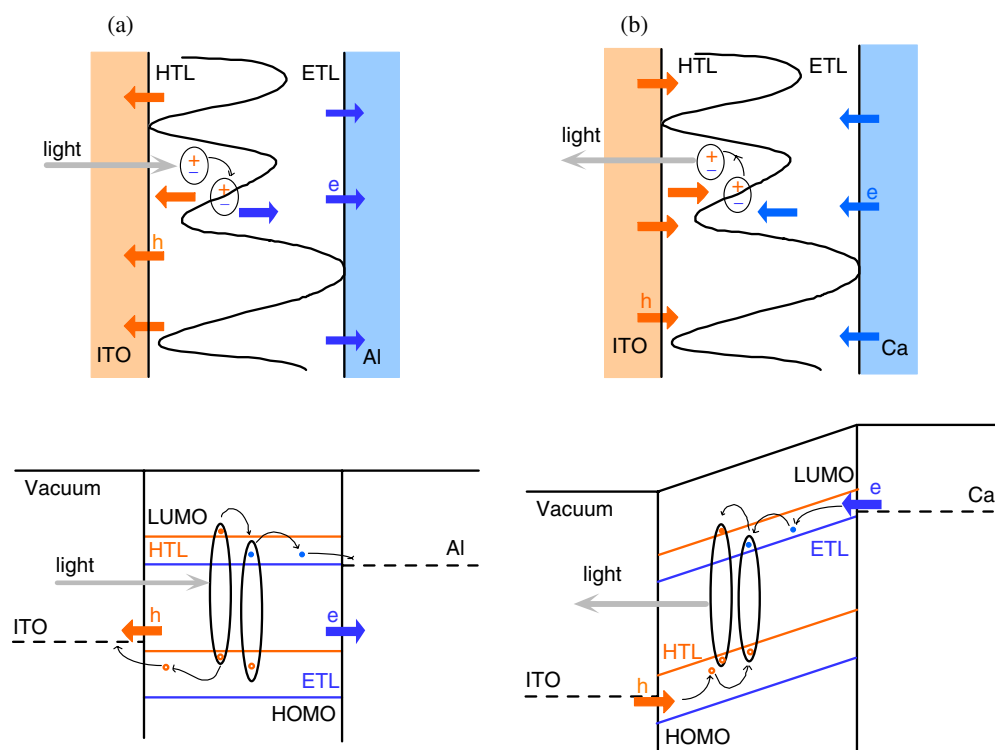 (a)
HTL
ETL
light
+
−
+
−
e
h
ITO
Al
(b)
HTL
ETL
light
+
−
+
−
e
h
ITO
Ca
Vacuum
LUMO
HTL
Al
light
h
e
ITO
ETL
HOMO
LUMO
e
Vacuum
Ca
ETL
light
HTL
ITO
h
HOMO